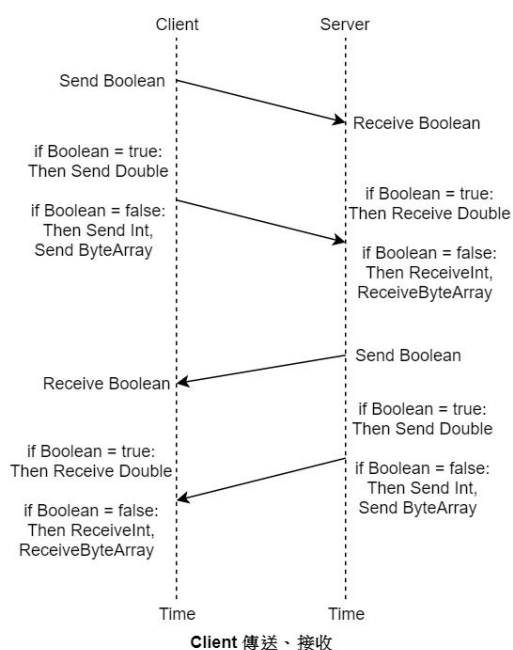 Client
Server
Send Boolean
Receive Boolean
if Boolean = true:
Then Send Double
if Boolean = false:
Then Send Int,
Send ByteArray
if Boolean = true:
Then Receive Double
if Boolean = false:
Then ReceiveInt,
ReceiveByteArray
Send Boolean
Receive Boolean
if Boolean = true:
Then Send Double
if Boolean = false:
Then Send Int,
Send ByteArray
if Boolean = true:
Then Receive Double
if Boolean = false:
Then ReceiveInt,
ReceiveByteArray
Time
Time
Client 傳送、接收